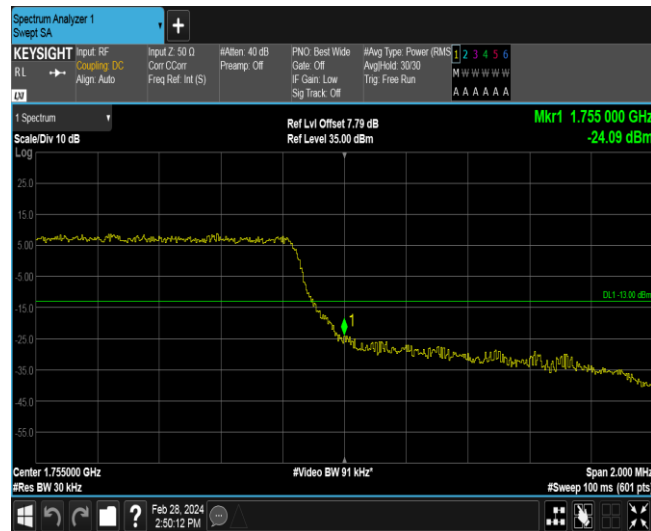 Spectrum Analyzer 1
Swept SA
+
KEYSIGHT
RL
LXI
Input: RF
Coupling: DC
Align: Auto
Input Z: 50 Ω
Corr CCorr
Freq Ref: Int (S)
#Atten: 40 dB
Preamp: Off
PNO: Best Wide
Gate: Off
IF Gain: Low
Sig Track: Off
#Avg Type: Power (RMS
Avg|Hold: 30/30
Trig: Free Run
1 2 3 4 5 6
M W W W W W
A A A A A A
1 Spectrum
Scale/Div 10 dB
Log
Ref Lvl Offset 7.79 dB
Ref Level 35.00 dBm
Mkr1 1.755 000 GHz
-24.09 dBm
25.0
15.0
5.00
-5.00
-15.0
-25.0
-35.0
-45.0
-55.0
DL1 -13.00 dBm
1
Center 1.755000 GHz
#Res BW 30 kHz
#Video BW 91 kHz*
Span 2.000 MHz
#Sweep 100 ms (601 pts)
?
Feb 28, 2024
2:50:12 PM